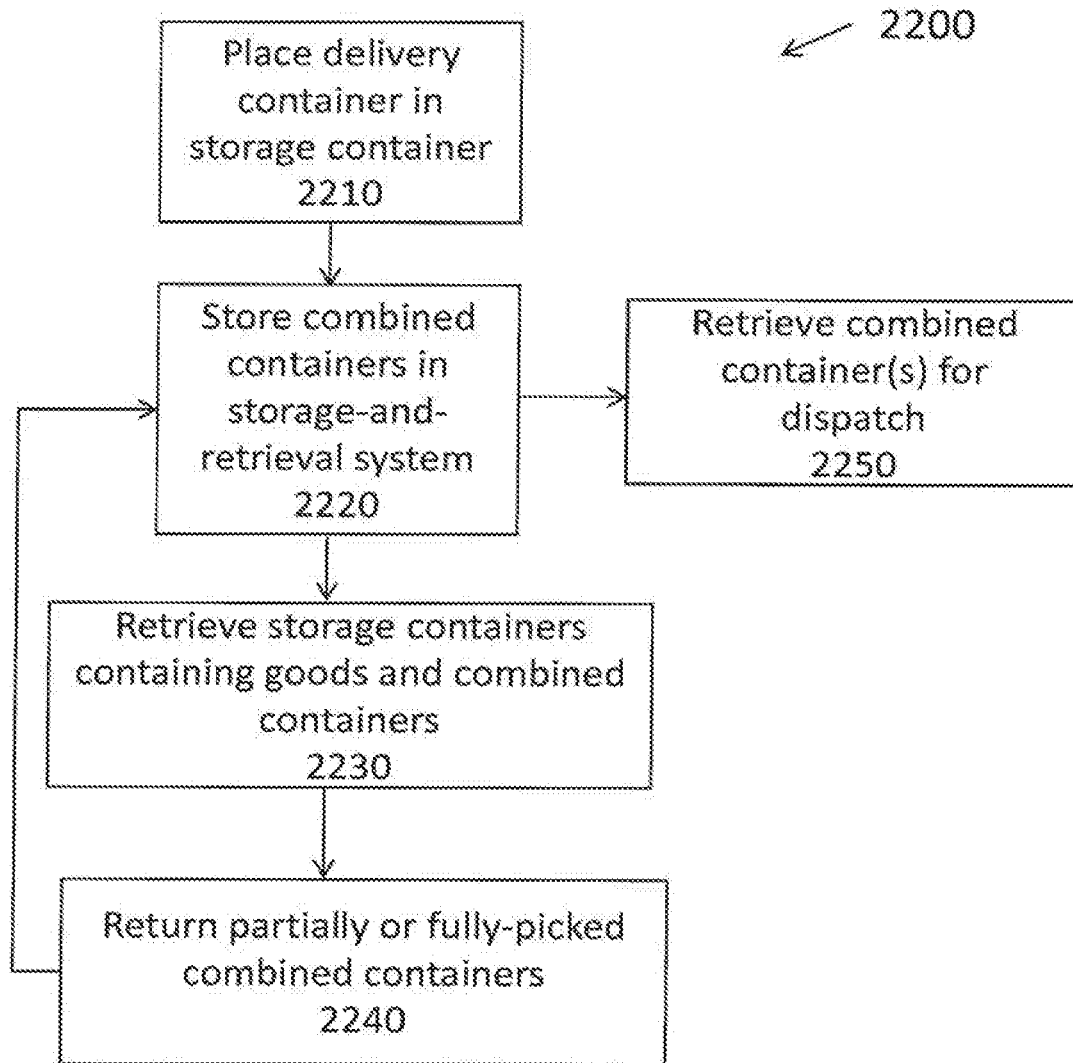 2200
Place delivery
container in
storage container
2210
Store combined
containers in
storage-and-
retrieval system
2220
Retrieve combined
container(s) for
dispatch
2250
Retrieve storage containers
containing goods and combined
containers
2230
Return partially or fully-picked
combined containers
2240